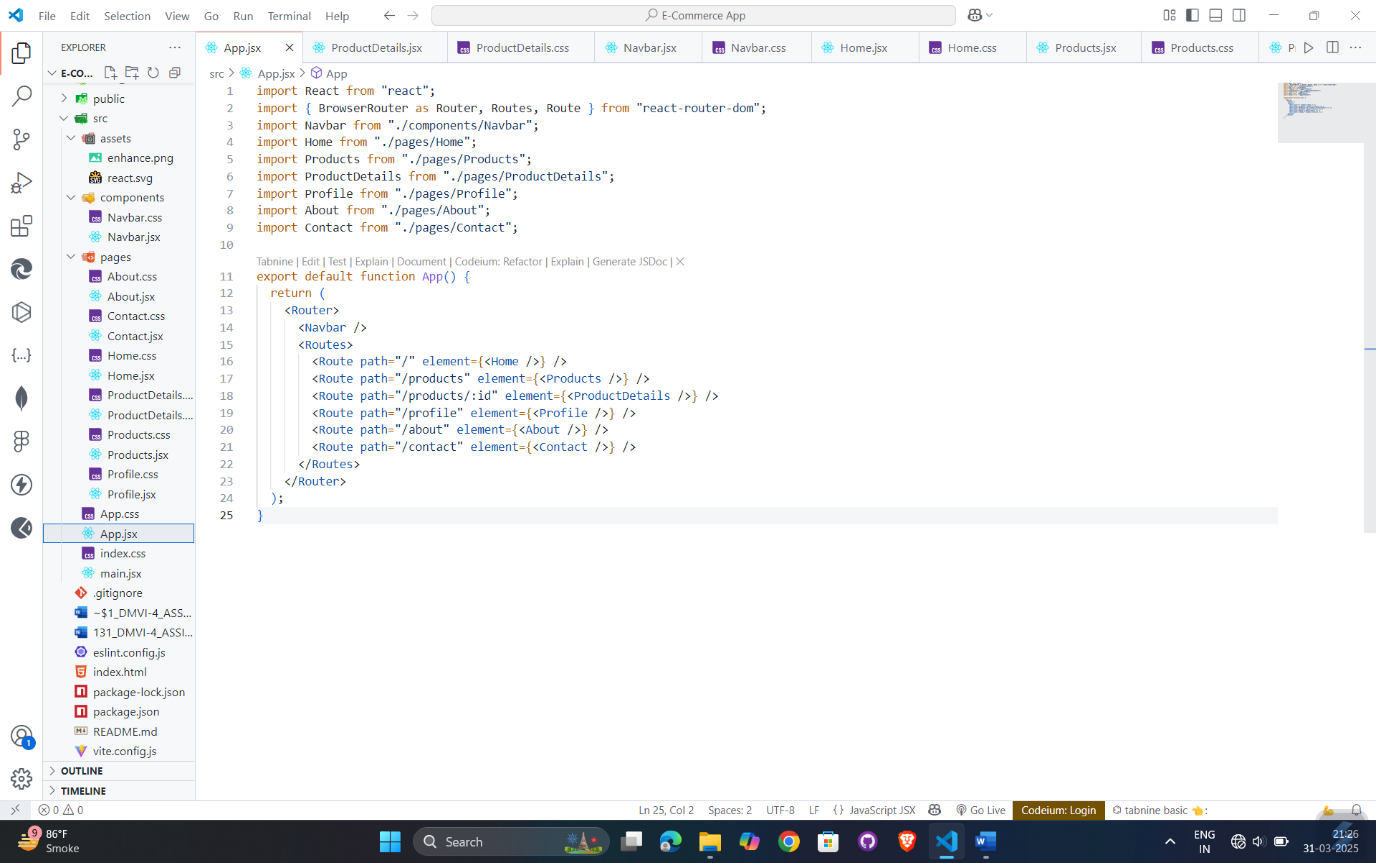 File Edit Selection View Go Run Terminal Help
E-Commerce App
EXPLORER
E-CO...
public
src
assets
enhance.png
react.svg
components
Navbar.css
Navbar.jsx
pages
About.css
About.jsx
Contact.css
Contact.jsx
Home.css
Home.jsx
ProductDetails....
ProductDetails....
Products.css
Products.jsx
Profile.css
Profile.jsx
App.css
App.jsx
index.css
main.jsx
.gitignore
~$1_DMVI-4_ASS...
131_DMVI-4_ASSI...
eslint.config.js
index.html
package-lock.json
package.json
README.md
vite.config.js
OUTLINE
TIMELINE
App.jsx ProductDetails.jsx ProductDetails.css Navbar.jsx Navbar.css Home.jsx Home.css Products.jsx Products.css P
src > App.jsx > App
1 import React from "react";
2 import { BrowserRouter as Router, Routes, Route } from "react-router-dom";
3 import Navbar from "./components/Navbar";
4 import Home from "./pages/Home";
5 import Products from "./pages/Products";
6 import ProductDetails from "./pages/ProductDetails";
7 import Profile from "./pages/Profile";
8 import About from "./pages/About";
9 import Contact from "./pages/Contact";
10
Tabnine | Edit | Test | Explain | Document | Codeium: Refactor | Explain | Generate JSDoc | X
11 export default function App() {
12 return (
13 <Router>
14 <Navbar />
15 <Routes>
16 <Route path="/" element={<Home />} />
17 <Route path="/products" element={<Products />} />
18 <Route path="/products/:id" element={<ProductDetails />} />
19 <Route path="/profile" element={<Profile />} />
20 <Route path="/about" element={<About />} />
21 <Route path="/contact" element={<Contact />} />
22 </Routes>
23 </Router>
24 );
25 }
1
0 0 Ln 25, Col 2 Spaces: 2 UTF-8 LF {} JavaScript JSX Go Live Codeium: Login tabnine basic 👈:
9
86°F
Smoke
Search
ENG
IN
21:26
31-03-2025